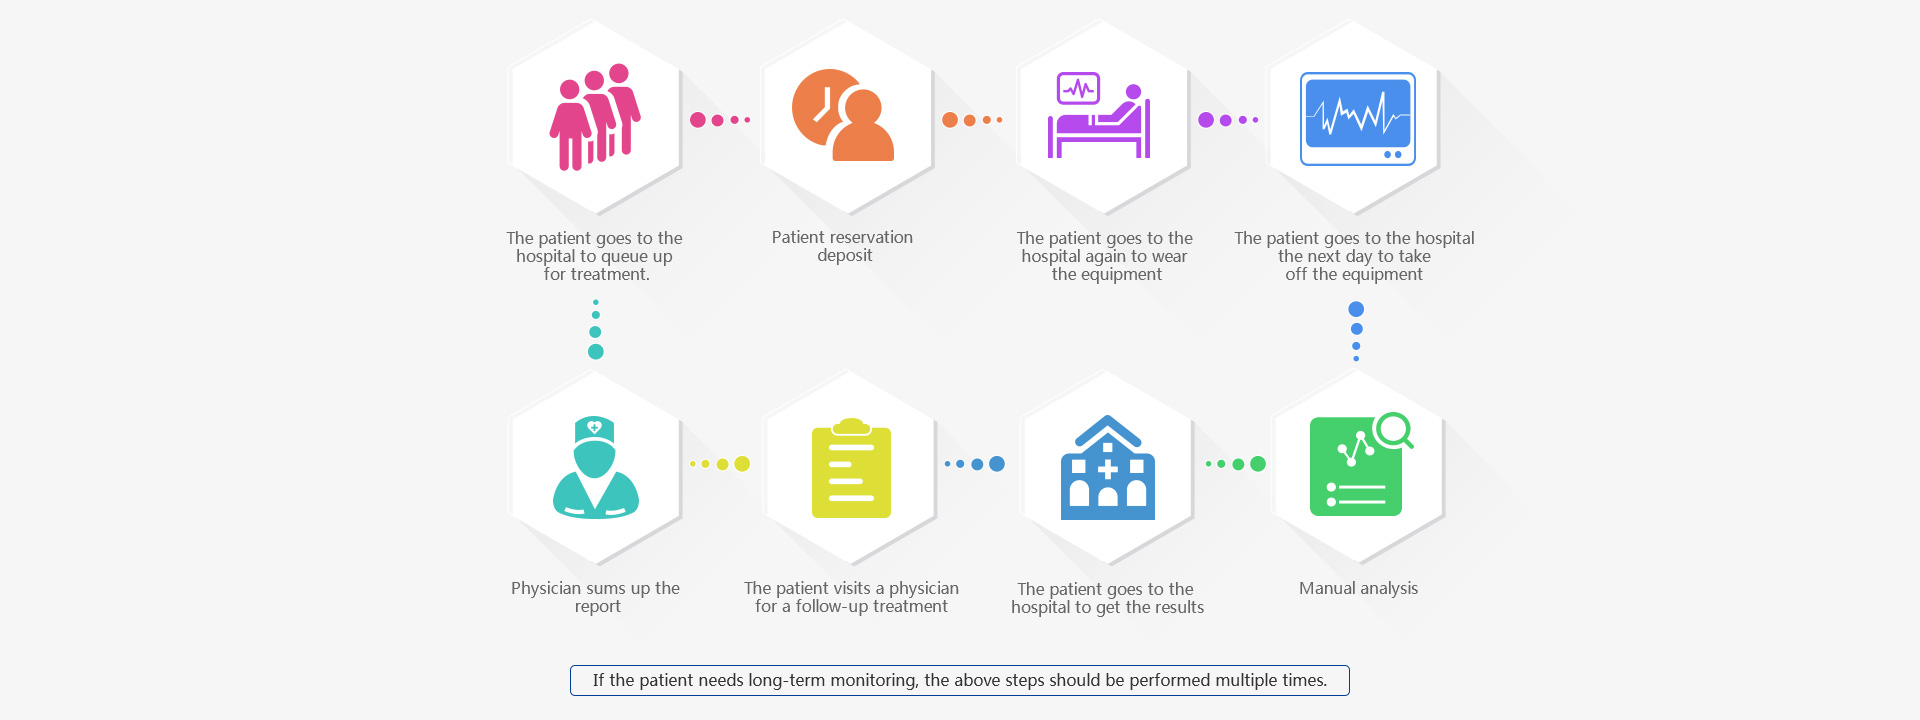 The patient goes to the
hospital to queue up
for treatment.
Patient reservation
deposit
The patient goes to the
hospital again to wear
the equipment
The patient goes to the hospital
the next day to take
off the equipment
Physician sums up the
report
The patient visits a physician
for a follow-up treatment
The patient goes to the
hospital to get the results
Manual analysis
If the patient needs long-term monitoring, the above steps should be performed multiple times.